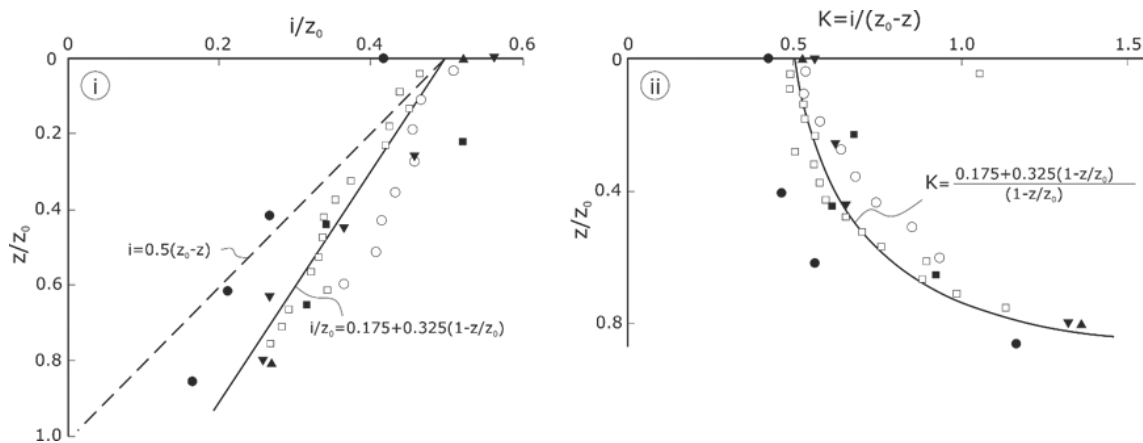 i/z₀
0 0.2 0.4 0.6
i
z/z₀
0
0.2
0.4
0.6
0.8
1.0
i=0.5(z₀-z)
i/z₀=0.175+0.325(1-z/z₀)
K=i/(z₀-z)
0 0.5 1.0 1.5
ii
z/z₀
0
0.4
0.8
K= 0.175+0.325(1-z/z₀)
(1-z/z₀)